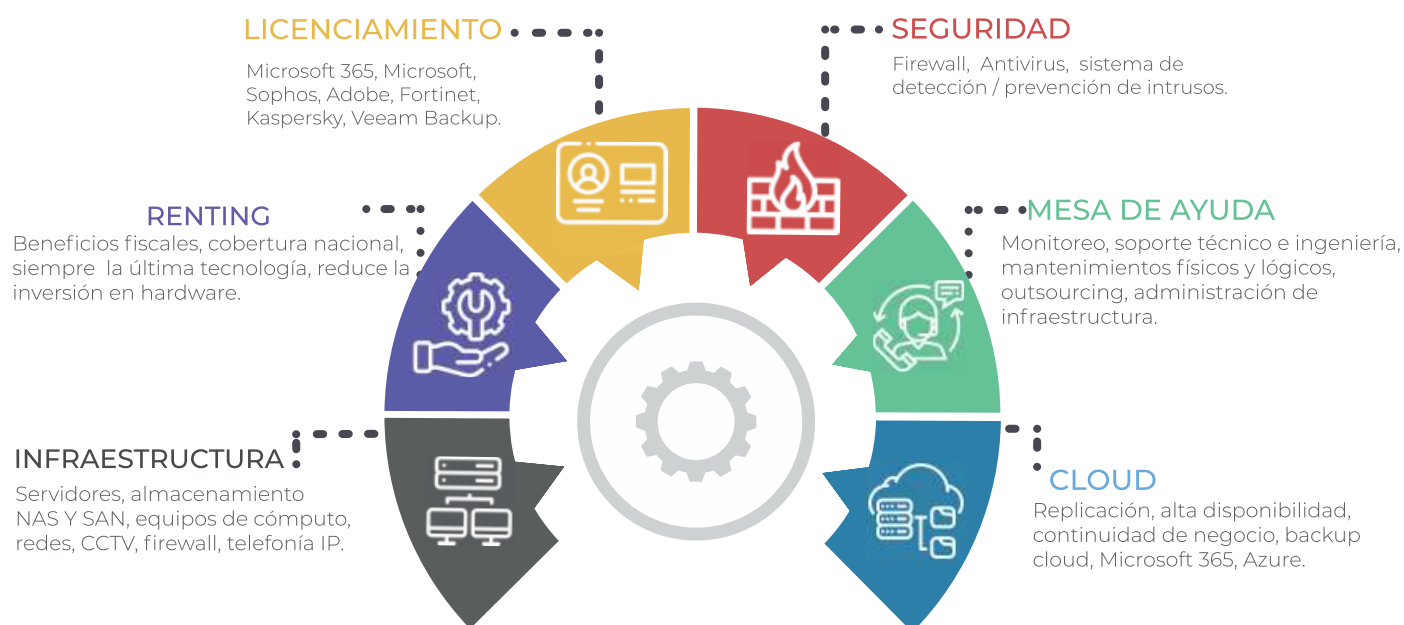 LICENCIAMIENTO
Microsoft 365, Microsoft,
Sophos, Adobe, Fortinet,
Kaspersky, Veeam Backup.
SEGURIDAD
Firewall, Antivirus, sistema de
detección / prevención de intrusos.
RENTING
Beneficios fiscales, cobertura nacional,
siempre la última tecnología, reduce la
inversión en hardware.
MESA DE AYUDA
Monitoreo, soporte técnico e ingeniería,
mantenimientos físicos y lógicos,
outsourcing, administración de
infraestructura.
INFRAESTRUCTURA
Servidores, almacenamiento
NAS Y SAN, equipos de cómputo,
redes, CCTV, firewall, telefonía IP.
CLOUD
Replicación, alta disponibilidad,
continuidad de negocio, backup
cloud, Microsoft 365, Azure.